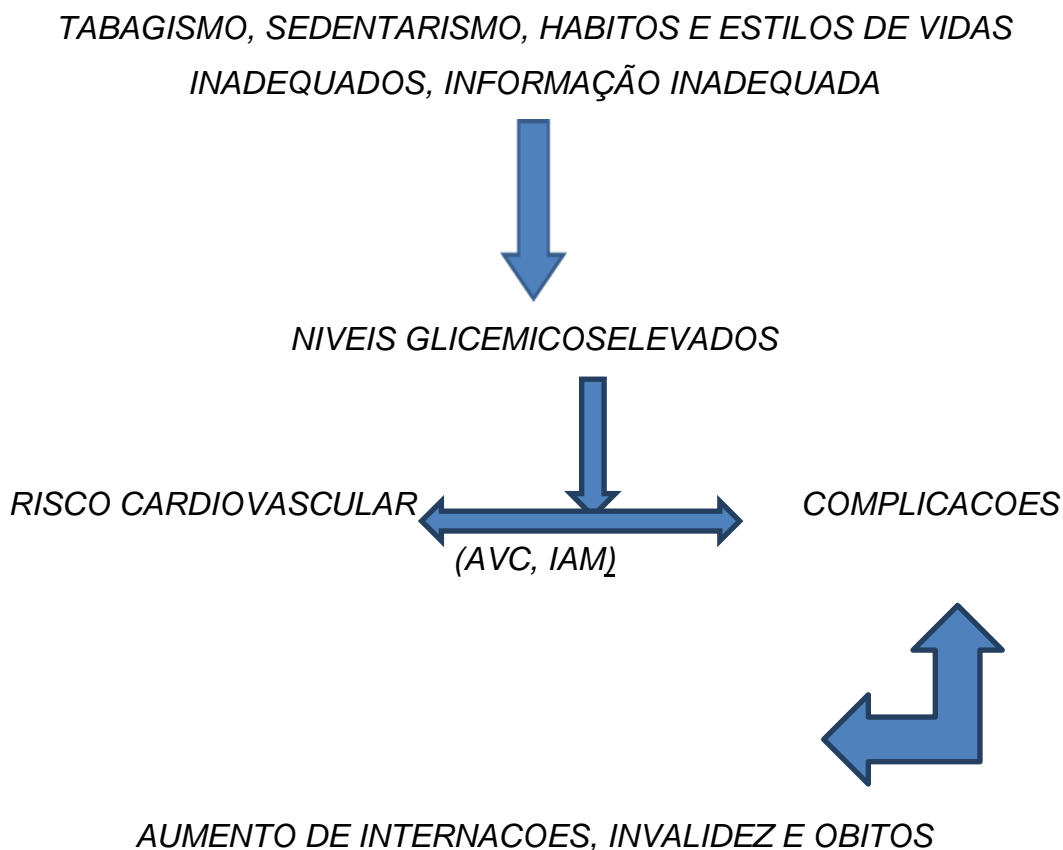 TABAGISMO, SEDENTARISMO, HABITOS E ESTILOS DE VIDAS
INADEQUADOS, INFORMAÇÃO INADEQUADA
NIVEIS GLICEMICOSELEVADOS
RISCO CARDIOVASCULAR COMPLICACOES
(AVC, IAM)
AUMENTO DE INTERNACOES, INVALIDEZ E OBITOS